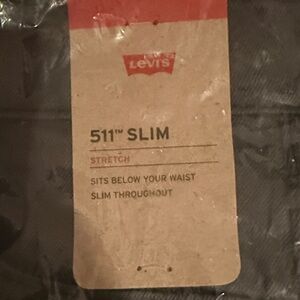 Levi's
511™ SLIM
STRETCH
SITS BELOW YOUR WAIST
SLIM THROUGHOUT